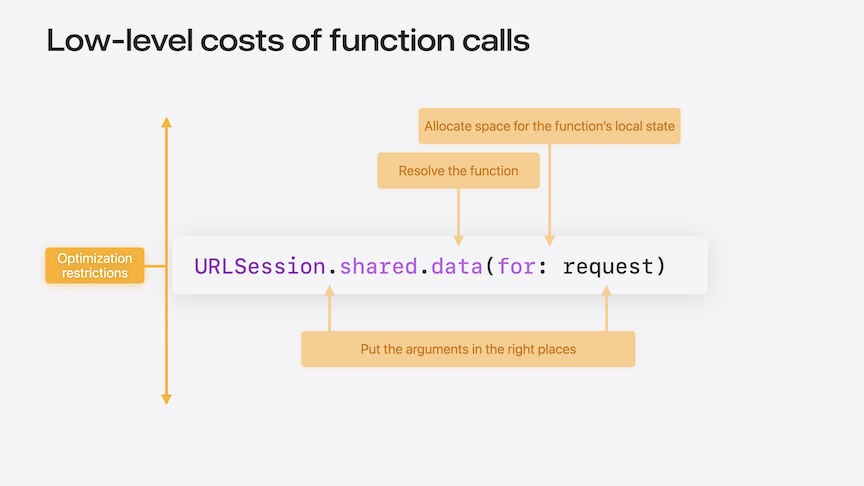 Low-level costs of function calls
Allocate space for the function's local state
Resolve the function
Optimization
restrictions
URLSession.shared.data(for: request)
Put the arguments in the right places